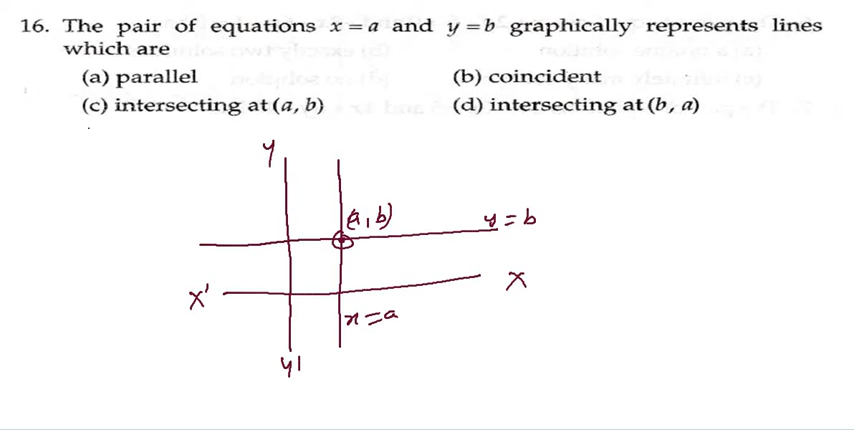 16. The pair of equations x = a and y = b graphically represents lines
which are
(a) parallel
(b) coincident
(c) intersecting at (a, b)
(d) intersecting at (b, a)
y
(a, b)
y = b
x'
x
x = a
y'